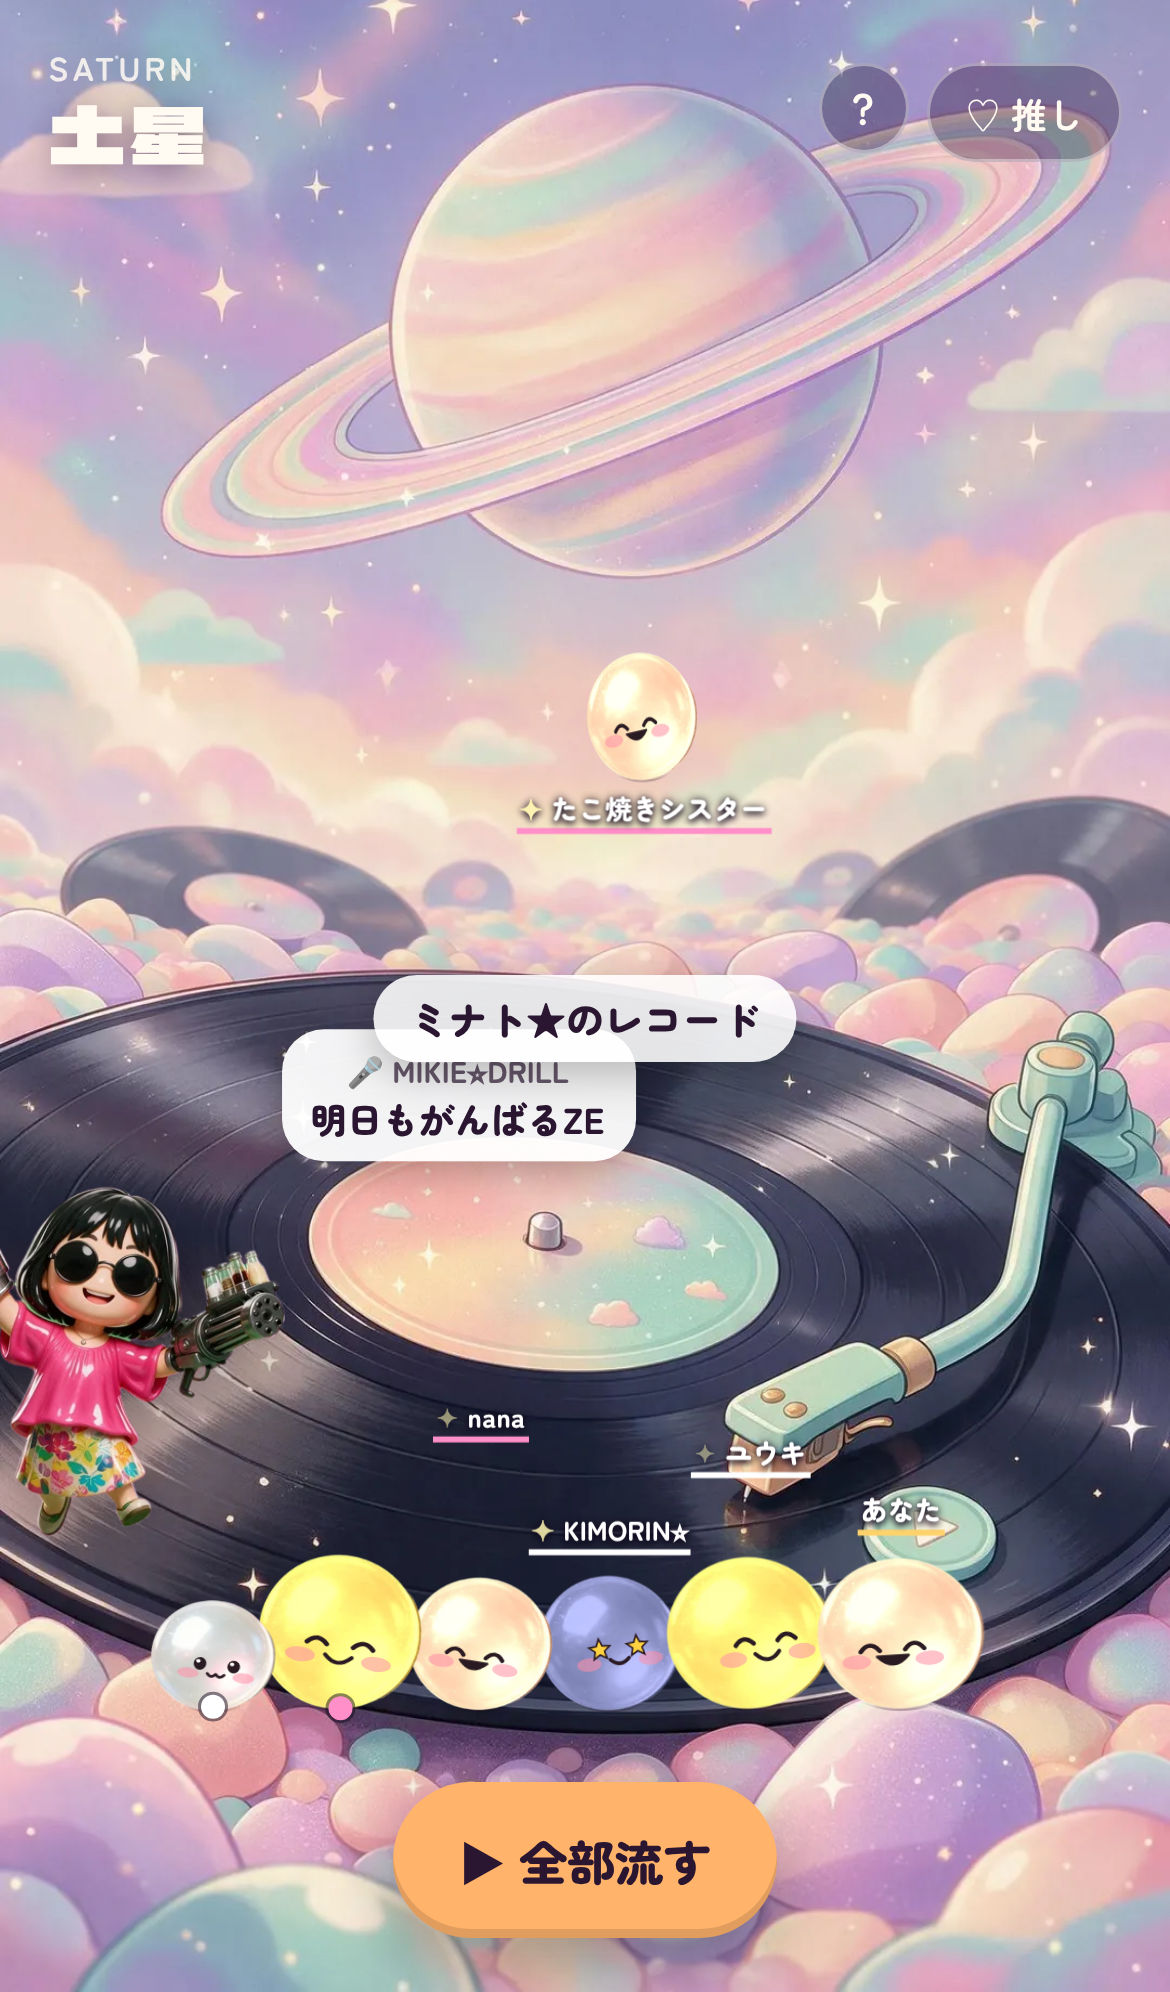 SATURN
土星
?
♡ 推し
✦ たこ焼きシスター
ミナト★のレコード
🎤 MIKIE☆DRILL
明日もがんばるZE
✦ nana
✦ ユウキ
あなた
✦ KIMORIN☆
▶ 全部流す